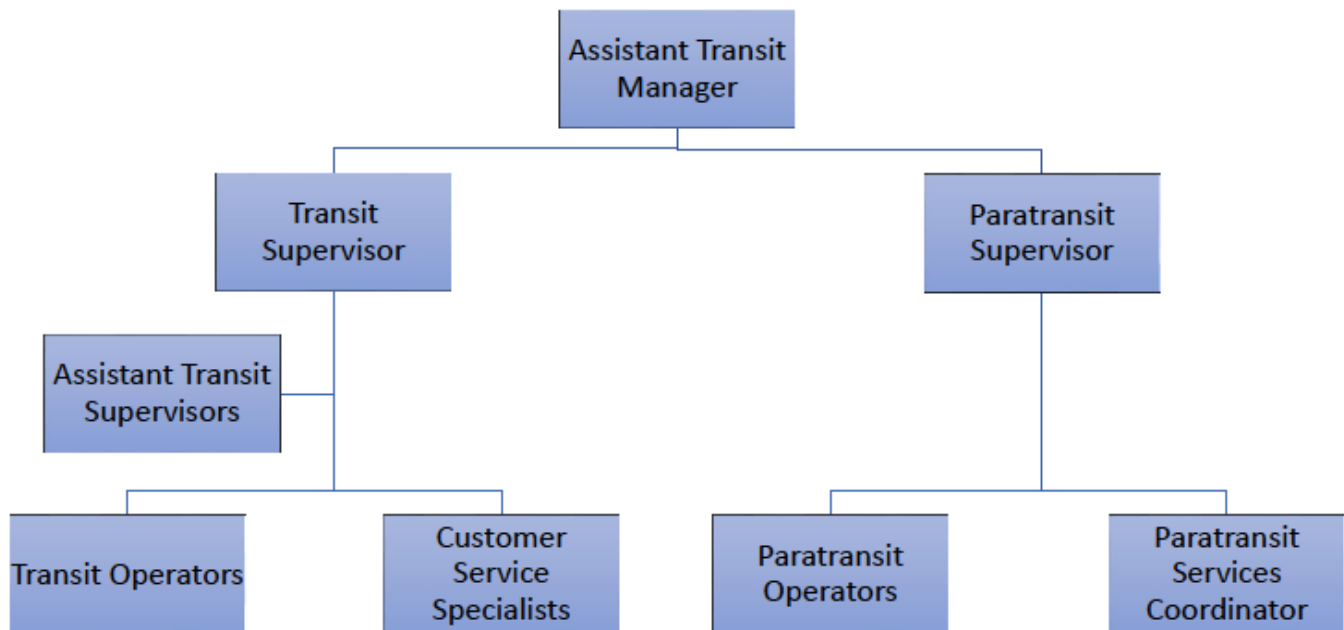 Assistant Transit
Manager
Transit
Supervisor
Paratransit
Supervisor
Assistant Transit
Supervisors
Transit Operators
Customer
Service
Specialists
Paratransit
Operators
Paratransit
Services
Coordinator